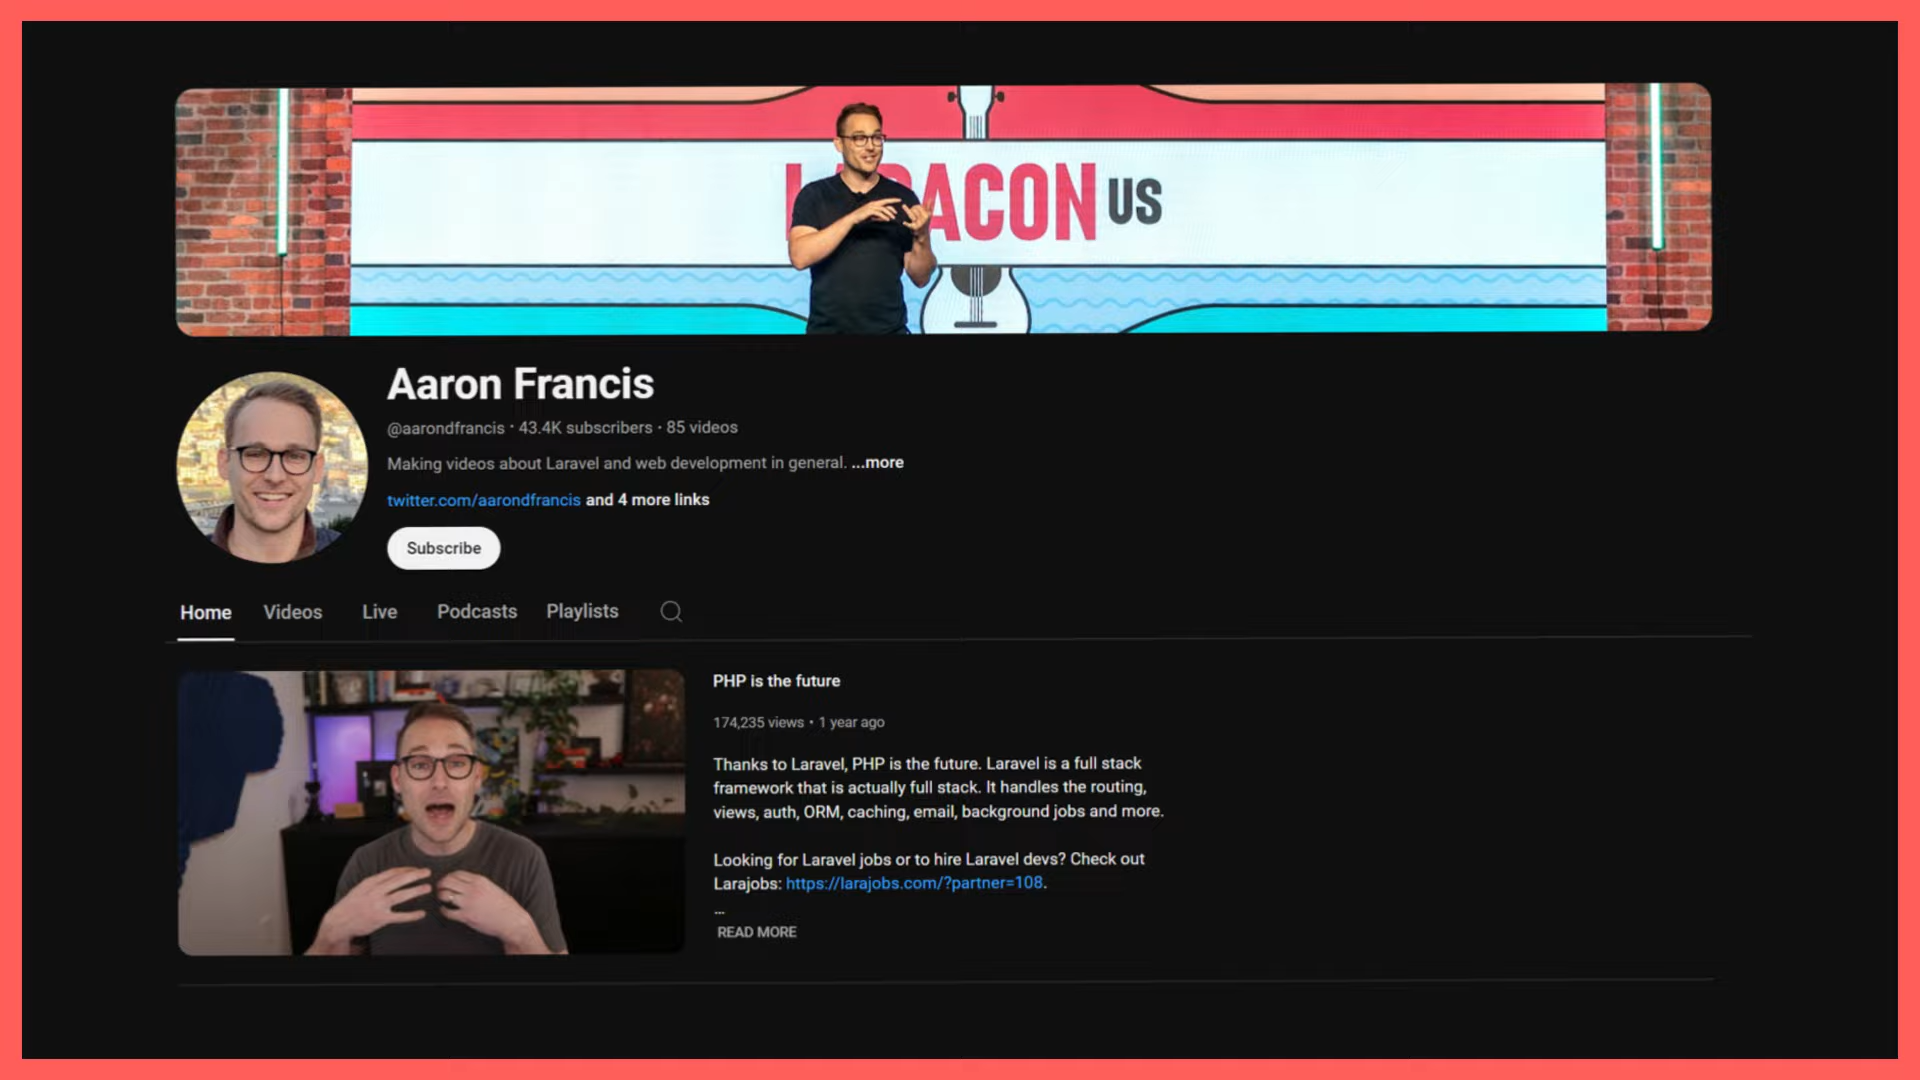 LARACON US
Aaron Francis
@aarondfrancis • 43.4K subscribers • 85 videos
Making videos about Laravel and web development in general. ...more
twitter.com/aarondfrancis and 4 more links
Subscribe
Home Videos Live Podcasts Playlists
PHP is the future
174,235 views • 1 year ago
Thanks to Laravel, PHP is the future. Laravel is a full stack
framework that is actually full stack. It handles the routing,
views, auth, ORM, caching, email, background jobs and more.
Looking for Laravel jobs or to hire Laravel devs? Check out
Larajobs: https://larajobs.com/?partner=108.
...
READ MORE